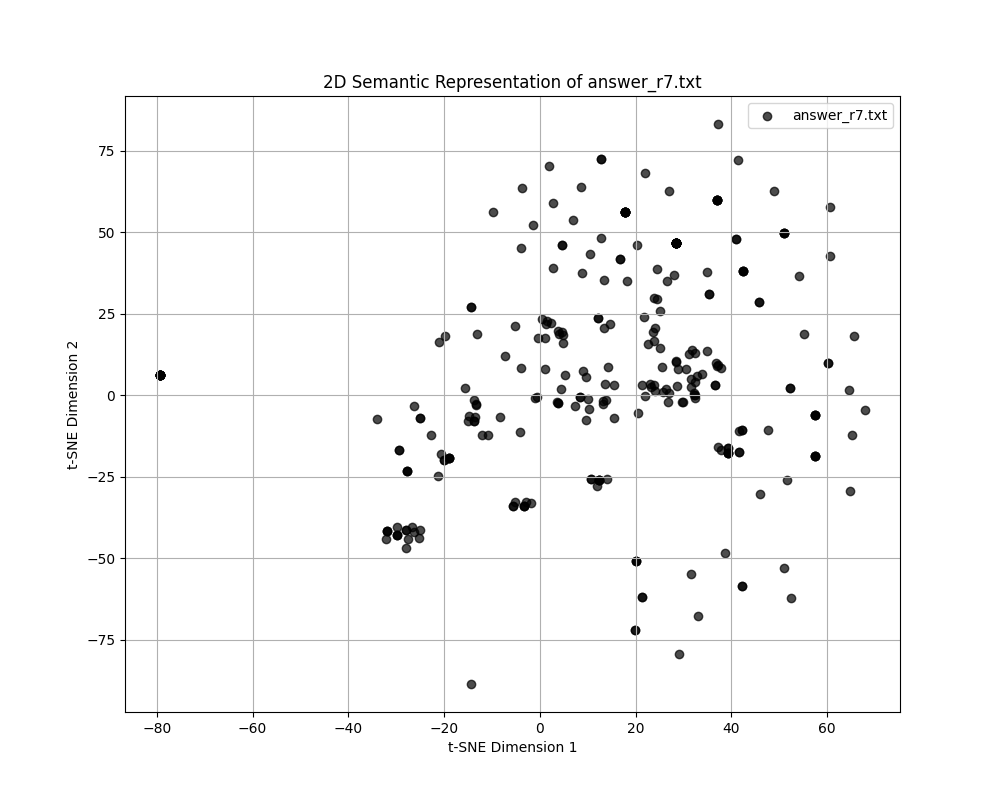 2D Semantic Representation of answer_r7.txt
answer_r7.txt
75
50
25
0
−25
−50
−75
t-SNE Dimension 2
−80 −60 −40 −20 0 20 40 60
t-SNE Dimension 1